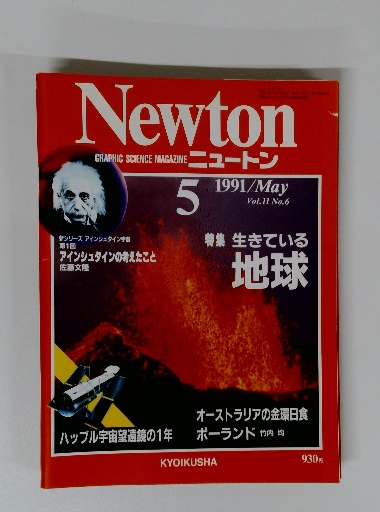 Newton
GRAPHIC SCIENCE MAGAZINE ニュートン
5
1991/May
Vol.11 No.6
新シリーズ アインシュタイン宇宙
第1回
アインシュタインの考えたこと
佐藤文隆
特集 生きている
地球
オーストラリアの金環日食
ハッブル宇宙望遠鏡の1年
ポーランド 竹内 均
KYOIKUSHA
930円